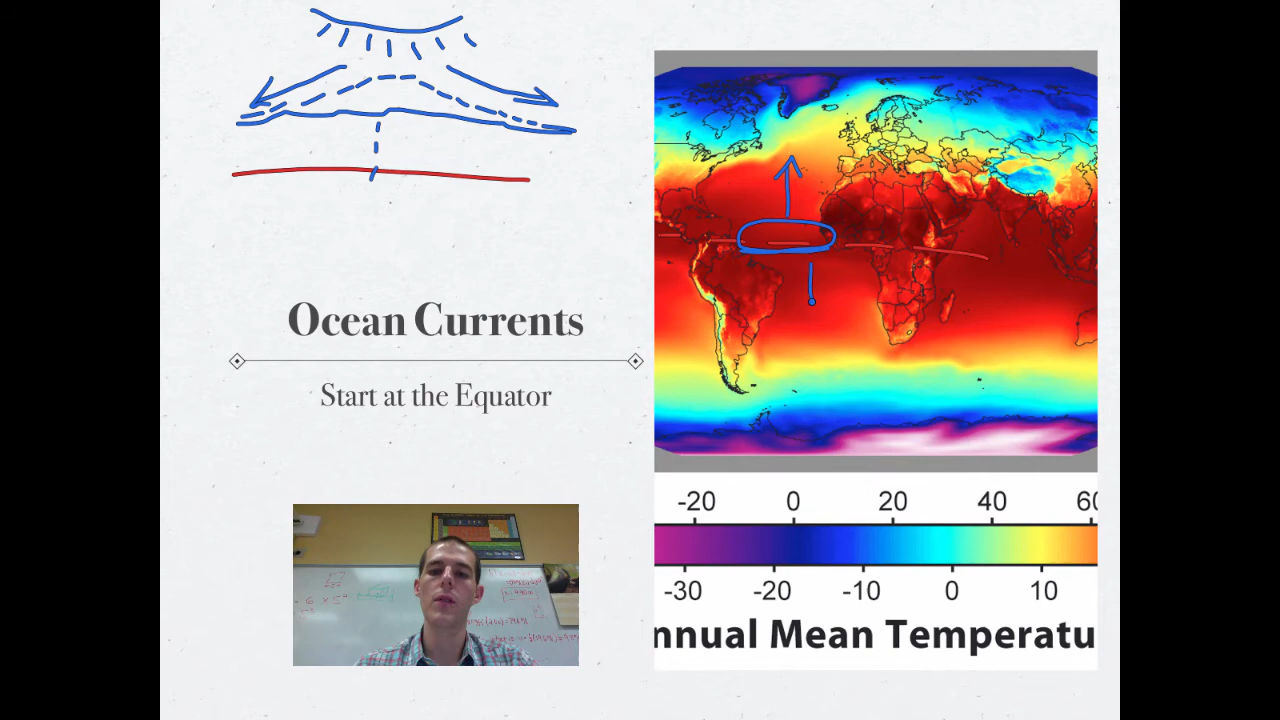 Ocean Currents
Start at the Equator
-20 0 20 40 60
-30 -20 -10 0 10
nnual Mean Temperatu